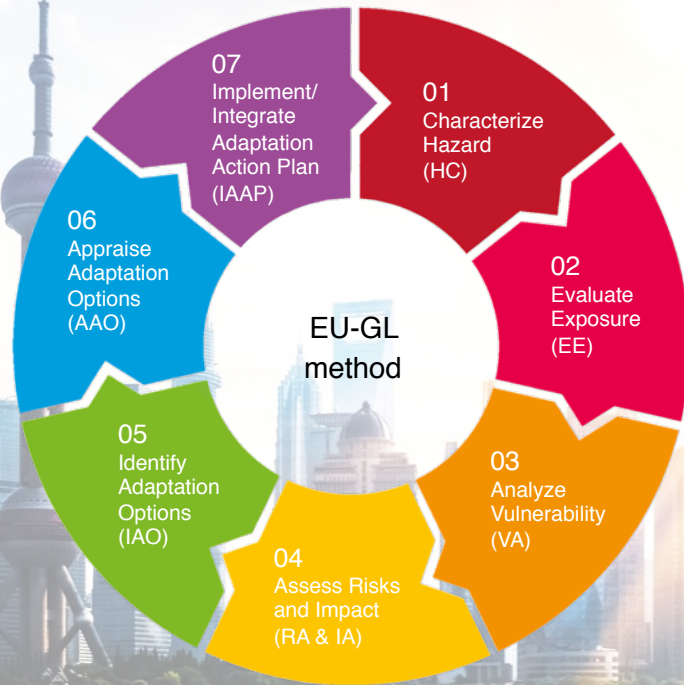 01
Characterize
Hazard
(HC)
02
Evaluate
Exposure
(EE)
03
Analyze
Vulnerability
(VA)
04
Assess Risks
and Impact
(RA & IA)
05
Identify
Adaptation
Options
(IAO)
06
Appraise
Adaptation
Options
(AAO)
07
Implement/
Integrate
Adaptation
Action Plan
(IAAP)
EU-GL
method